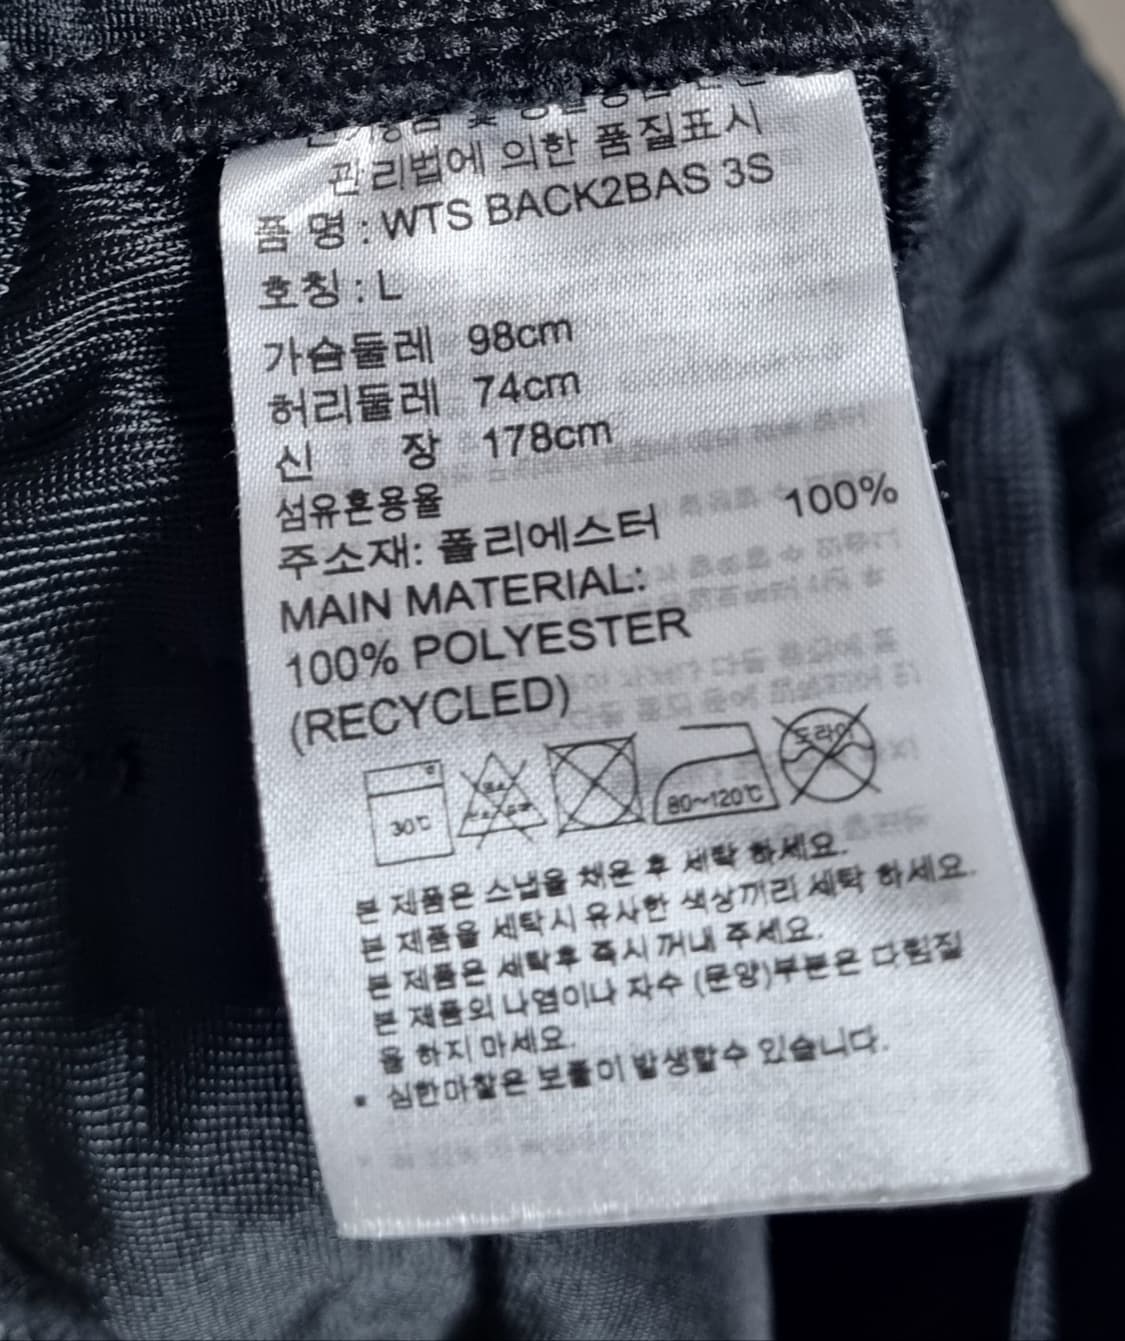 관리법에 의한 품질표시
품 명 : WTS BACK2BAS 3S
호칭 : L
가슴둘레 98cm
허리둘레 74cm
신 장 178cm
섬유혼용율
주소재: 폴리에스터 100%
MAIN MATERIAL:
100% POLYESTER
(RECYCLED)
30℃ 80~120℃ 드라이
본 제품은 스냅을 채운 후 세탁 하세요.
본 제품을 세탁시 유사한 색상끼리 세탁 하세요.
본 제품은 세탁후 즉시 꺼내 주세요.
본 제품의 나염이나 자수 (문양)부분은 다림질
을 하지 마세요.
* 심한마찰은 보풀이 발생할수 있습니다.